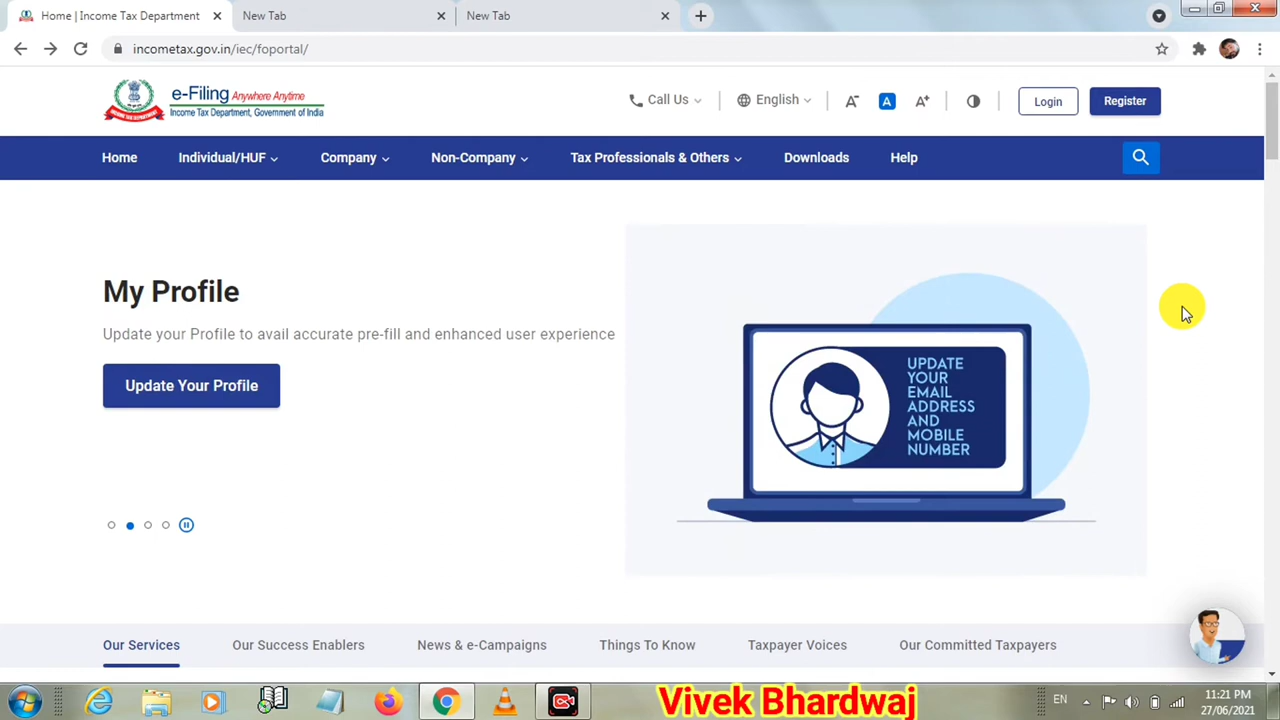 Home | Income Tax Department
New Tab
New Tab
incometax.gov.in/iec/foportal/
e-Filing Anywhere Anytime
Income Tax Department, Government of India
Call Us
English
A-
A
A+
Login
Register
Home
Individual/HUF
Company
Non-Company
Tax Professionals & Others
Downloads
Help
My Profile
Update your Profile to avail accurate pre-fill and enhanced user experience
Update Your Profile
UPDATE
YOUR
EMAIL
ADDRESS
AND
MOBILE
NUMBER
Our Services
Our Success Enablers
News & e-Campaigns
Things To Know
Taxpayer Voices
Our Committed Taxpayers
Vivek Bhardwaj
EN
11:21 PM
27/06/2021